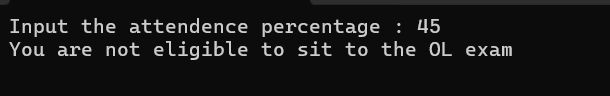 Input the attendence percentage : 45
You are not eligible to sit to the OL exam